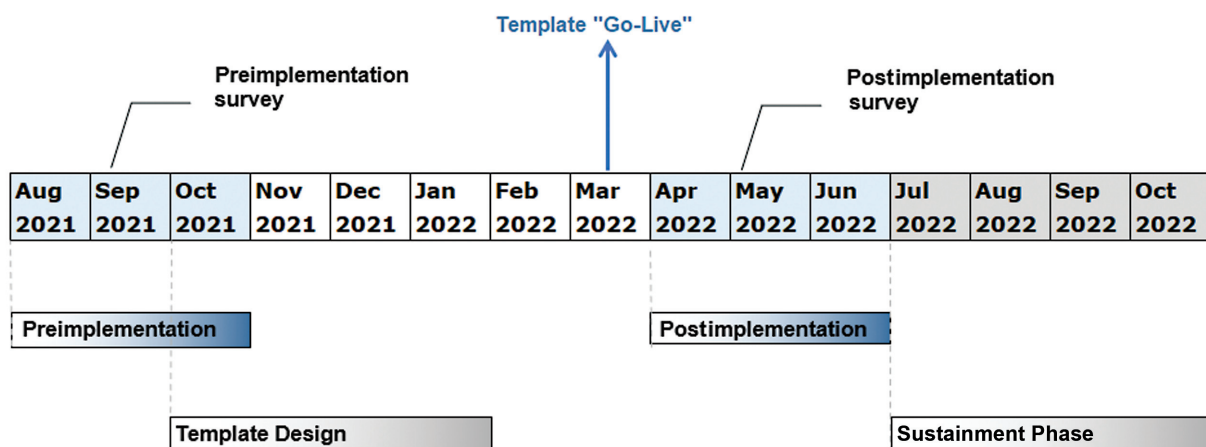 Template "Go-Live"
Preimplementation
survey
Postimplementation
survey
Aug Sep Oct Nov Dec Jan Feb Mar Apr May Jun Jul Aug Sep Oct
2021 2021 2021 2021 2021 2022 2022 2022 2022 2022 2022 2022 2022 2022 2022
Preimplementation Postimplementation
Template Design Sustainment Phase